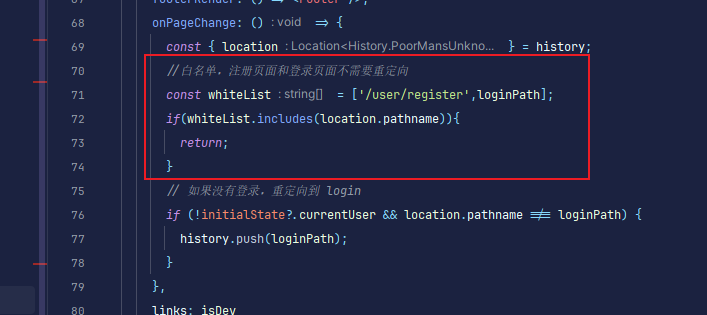 68 onPageChange: () : void => {
69 const { location : Location<History.PoorMansUnkno... } = history;
70 //白名单，注册页面和登录页面不需要重定向
71 const whiteList : string[] = ['/user/register',loginPath];
72 if(whiteList.includes(location.pathname)){
73 return;
74 }
75 // 如果没有登录，重定向到 login
76 if (!initialState?.currentUser && location.pathname !== loginPath) {
77 history.push(loginPath);
78 }
79 },
80 links: isDev